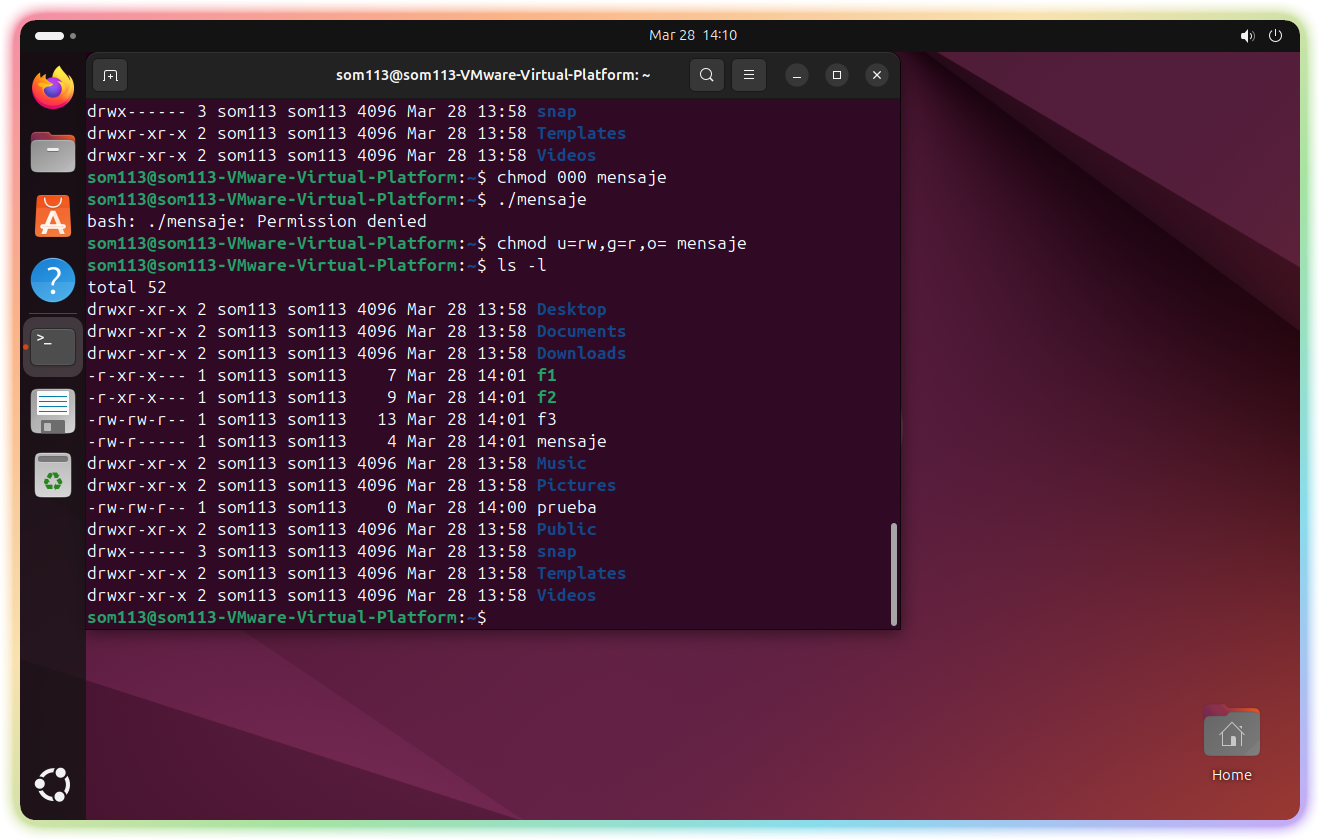 Mar 28 14:10
som113@som113-VMware-Virtual-Platform: ~
drwx------ 3 som113 som113 4096 Mar 28 13:58 snap
drwxr-xr-x 2 som113 som113 4096 Mar 28 13:58 Templates
drwxr-xr-x 2 som113 som113 4096 Mar 28 13:58 Videos
som113@som113-VMware-Virtual-Platform:~$ chmod 000 mensaje
som113@som113-VMware-Virtual-Platform:~$ ./mensaje
bash: ./mensaje: Permission denied
som113@som113-VMware-Virtual-Platform:~$ chmod u=rw,g=r,o= mensaje
som113@som113-VMware-Virtual-Platform:~$ ls -l
total 52
drwxr-xr-x 2 som113 som113 4096 Mar 28 13:58 Desktop
drwxr-xr-x 2 som113 som113 4096 Mar 28 13:58 Documents
drwxr-xr-x 2 som113 som113 4096 Mar 28 13:58 Downloads
-r-xr-x--- 1 som113 som113    7 Mar 28 14:01 f1
-r-xr-x--- 1 som113 som113    9 Mar 28 14:01 f2
-rw-rw-r-- 1 som113 som113   13 Mar 28 14:01 f3
-rw-r----- 1 som113 som113    4 Mar 28 14:01 mensaje
drwxr-xr-x 2 som113 som113 4096 Mar 28 13:58 Music
drwxr-xr-x 2 som113 som113 4096 Mar 28 13:58 Pictures
-rw-rw-r-- 1 som113 som113    0 Mar 28 14:00 prueba
drwxr-xr-x 2 som113 som113 4096 Mar 28 13:58 Public
drwx------ 3 som113 som113 4096 Mar 28 13:58 snap
drwxr-xr-x 2 som113 som113 4096 Mar 28 13:58 Templates
drwxr-xr-x 2 som113 som113 4096 Mar 28 13:58 Videos
som113@som113-VMware-Virtual-Platform:~$
Home